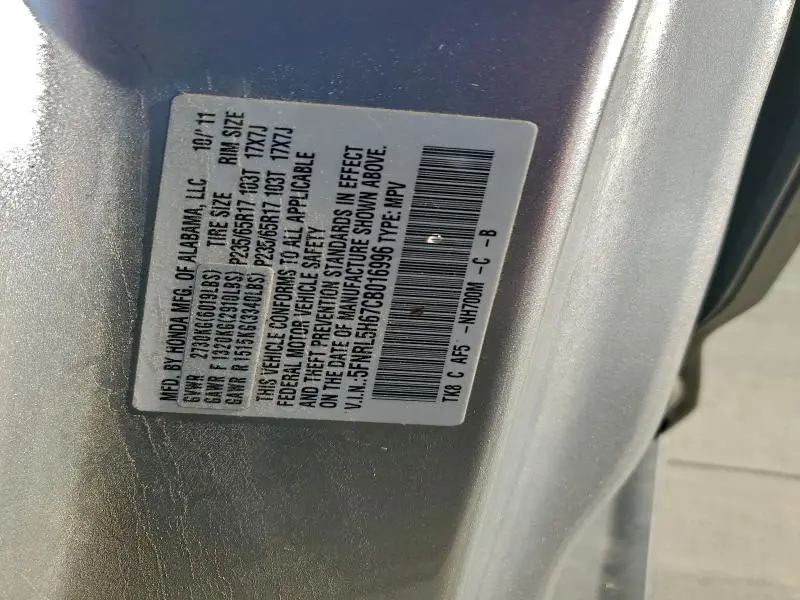 MFD. BY HONDA MFG. OF ALABAMA, LLC 10/'11
GVWR 2730KG(6019LBS) TIRE SIZE RIM SIZE
GAWR F 1320KG(2910LBS) P235/65R17 103T 17X7J
GAWR R 1515KG(3340LBS) P235/65R17 103T 17X7J
THIS VEHICLE CONFORMS TO ALL APPLICABLE
FEDERAL MOTOR VEHICLE SAFETY
AND THEFT PREVENTION STANDARDS IN EFFECT
ON THE DATE OF MANUFACTURE SHOWN ABOVE.
V.I.N.:5FNRL5H67CB016996 TYPE: MPV
TK8 C AF5 -NH700M -C -B